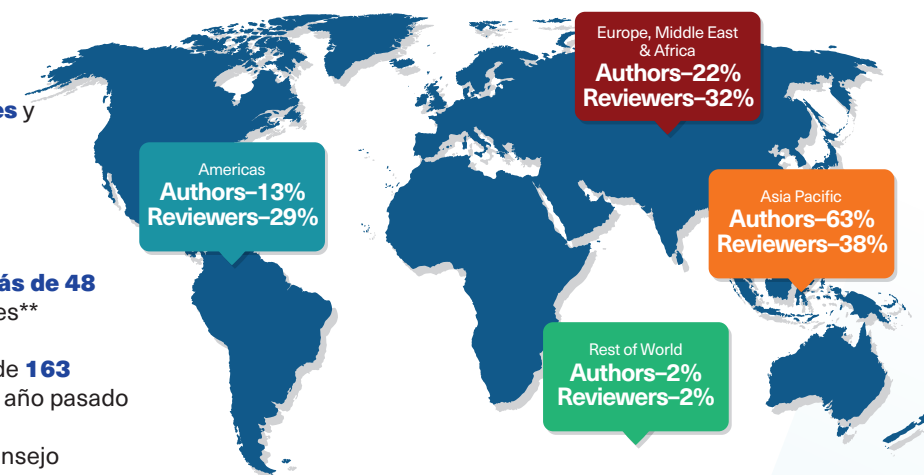 es y
ás de 48
es**
de 163
año pasado
nsejo
Europe, Middle East
& Africa
Authors–22%
Reviewers–32%
Americas
Authors–13%
Reviewers–29%
Asia Pacific
Authors–63%
Reviewers–38%
Rest of World
Authors–2%
Reviewers–2%